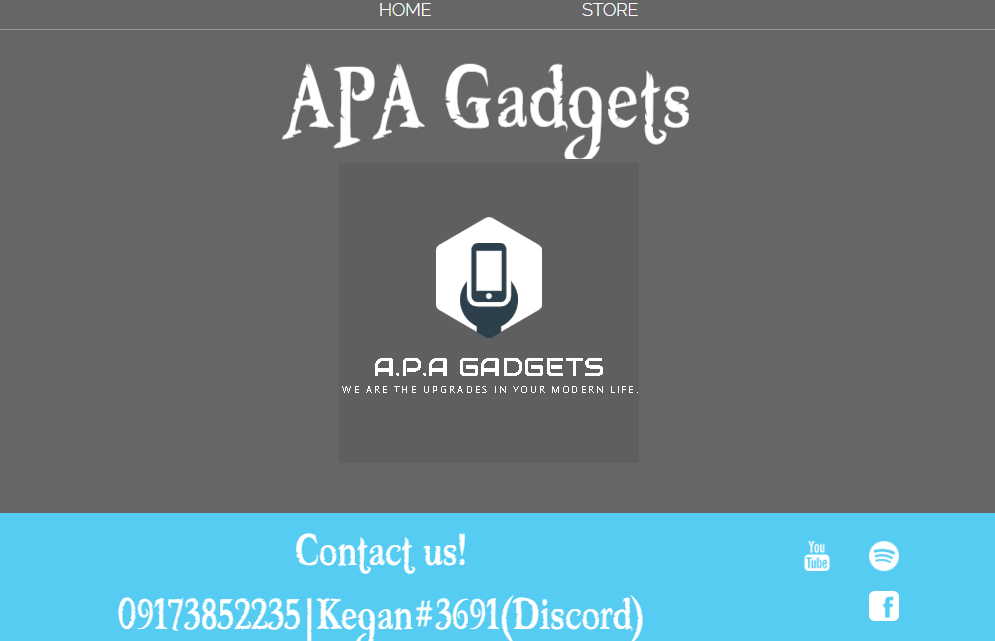 HOME STORE
APA Gadgets
A.P.A GADGETS
WE ARE THE UPGRADES IN YOUR MODERN LIFE.
Contact us!
You
Tube
09173852235|Kegan#3691(Discord)
f